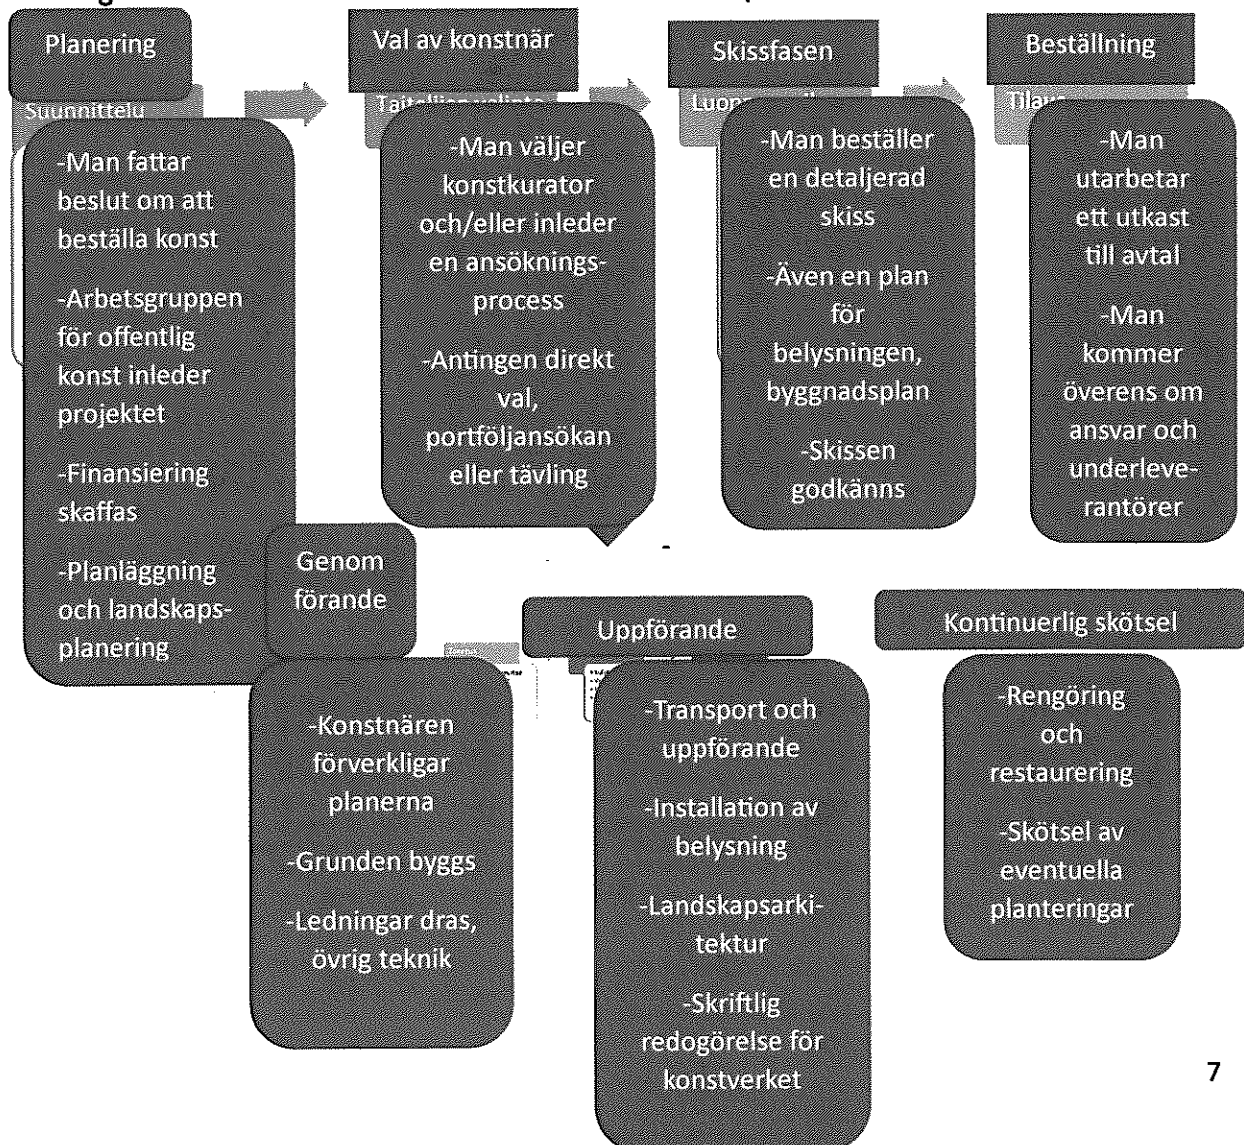 Planering
Suunnittelu
-Man fattar
beslut om att
beställa konst
-Arbetsgruppen
för offentlig
konst inleder
projektet
-Finansiering
skaffas
-Planläggning
och landskaps-
planering
Val av konstnär
-Man väljer
konstkurator
och/eller inleder
en ansöknings-
process
-Antingen direkt
val,
portföljansökan
eller tävling
Skissfasen
-Man beställer
en detaljerad
skiss
-Även en plan
för
belysningen,
byggnadsplan
-Skissen
godkänns
Beställning
-Man
utarbetar
ett utkast
till avtal
-Man
kommer
överens om
ansvar och
underleve-
rantörer
Genom
förande
-Konstnären
förverkligar
planerna
-Grunden byggs
-Ledningar dras,
övrig teknik
Uppförande
-Transport och
uppförande
-Installation av
belysning
-Landskapsarki-
tektur
-Skriftlig
redogörelse för
konstverket
Kontinuerlig skötsel
-Rengöring
och
restaurering
-Skötsel av
eventuella
planteringar
7